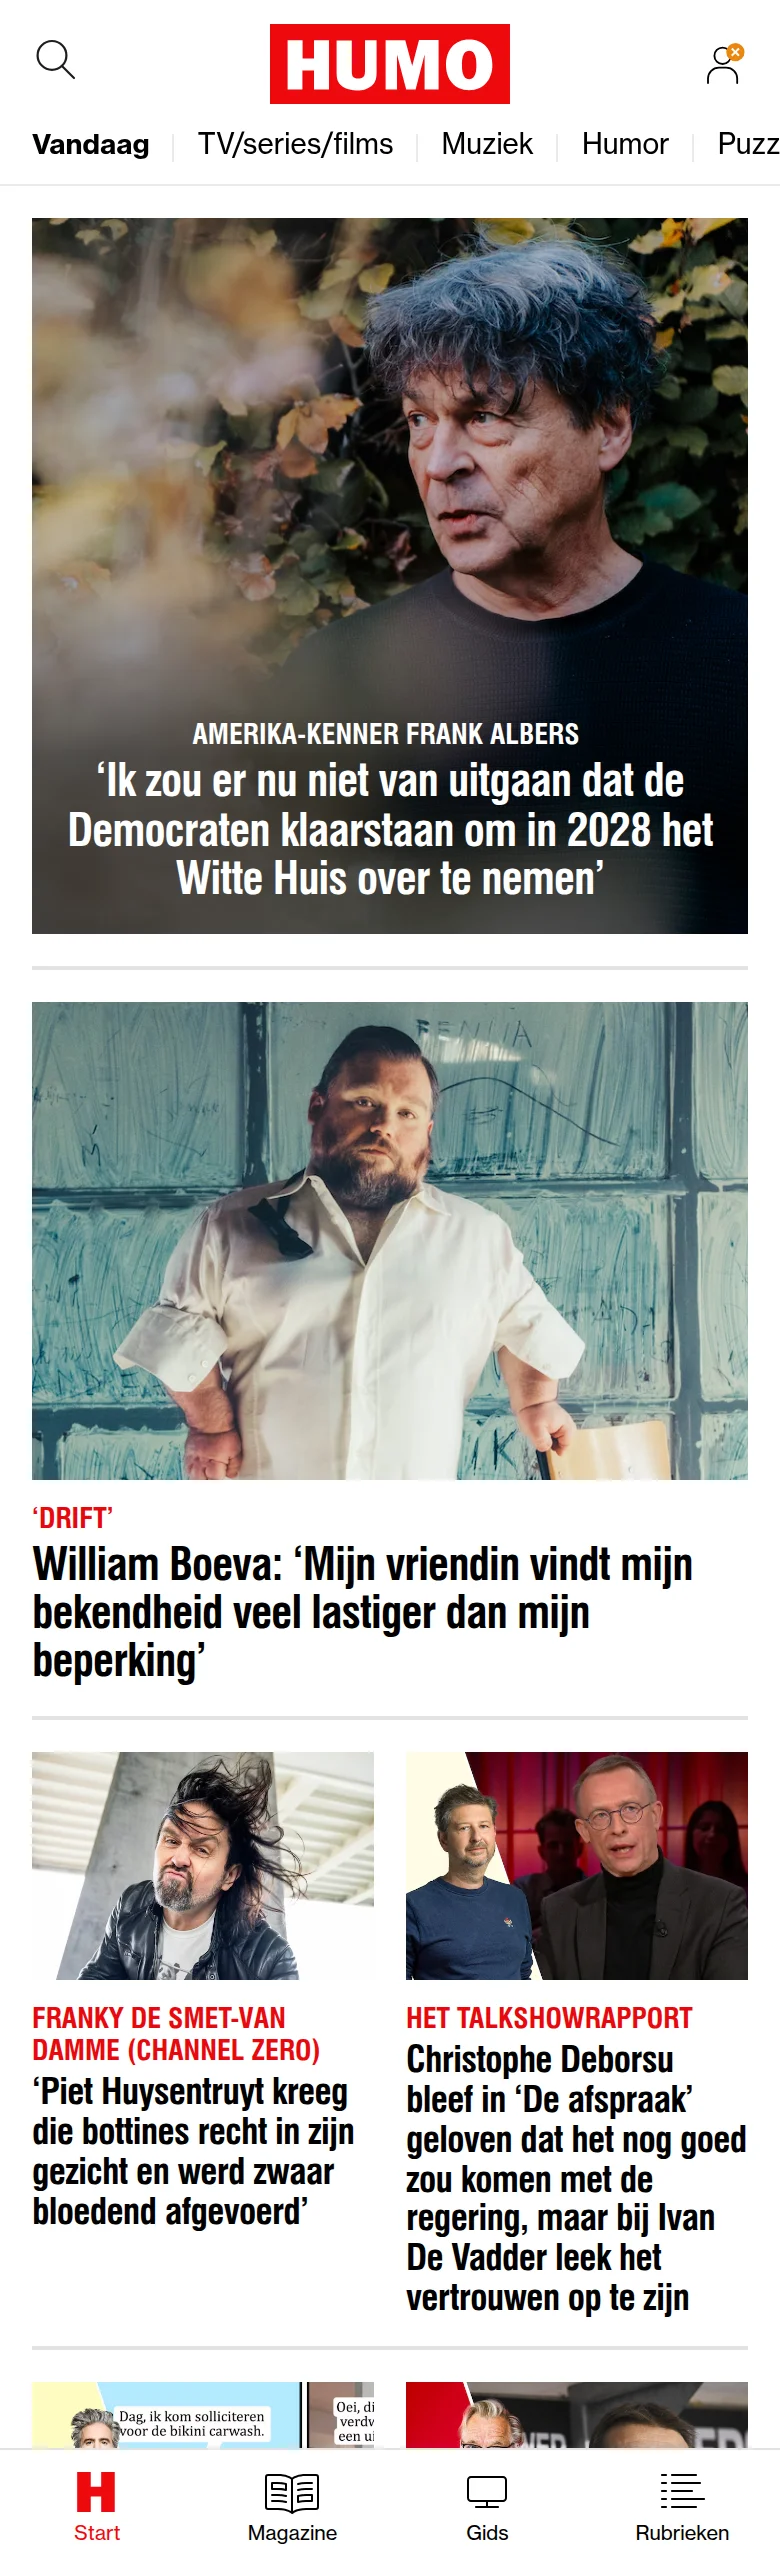 HUMO
Vandaag
TV/series/films
Muziek
Humor
Puzz
AMERIKA-KENNER FRANK ALBERS
‘Ik zou er nu niet van uitgaan dat de
Democraten klaarstaan om in 2028 het
Witte Huis over te nemen’
‘DRIFT’
William Boeva: ‘Mijn vriendin vindt mijn
bekendheid veel lastiger dan mijn
beperking’
FRANKY DE SMET-VAN
DAMME (CHANNEL ZERO)
‘Piet Huysentruyt kreeg
die bottines recht in zijn
gezicht en werd zwaar
bloedend afgevoerd’
HET TALKSHOWRAPPORT
Christophe Deborsu
bleef in ‘De afspraak’
geloven dat het nog goed
zou komen met de
regering, maar bij Ivan
De Vadder leek het
vertrouwen op te zijn
Dag, ik kom solliciteren
voor de bikini carwash.
Oei, di
verdw
een ui
H
Start
Magazine
Gids
Rubrieken